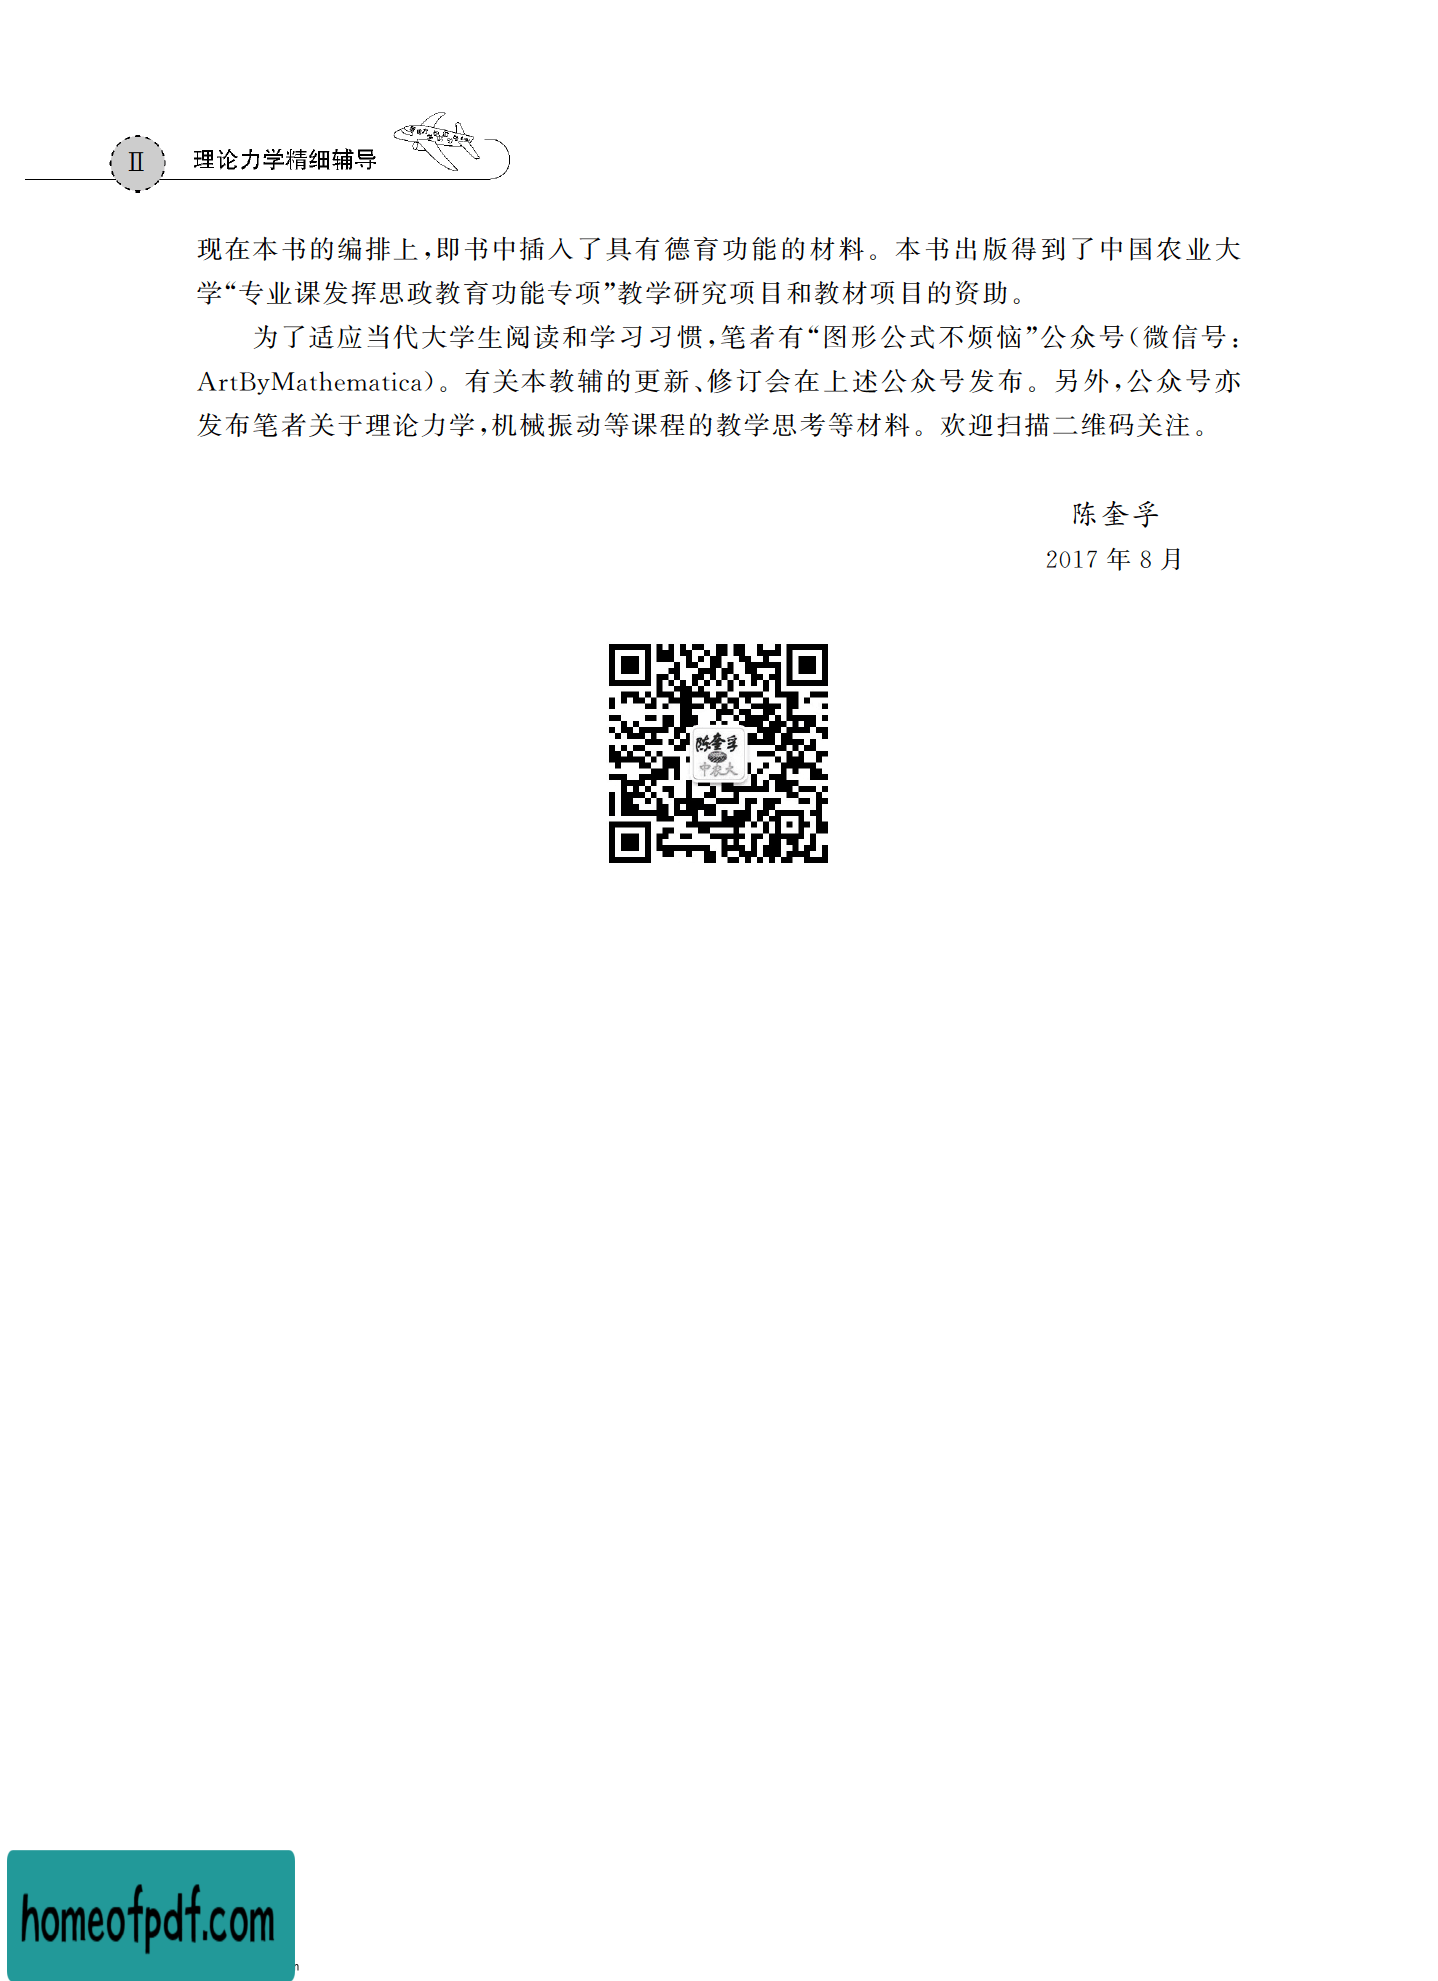 Ⅱ 理论力学精细辅导
现在本书的编排上,即书中插入了具有德育功能的材料。本书出版得到了中国农业大
学“专业课发挥思政教育功能专项”教学研究项目和教材项目的资助。
为了适应当代大学生阅读和学习习惯,笔者有“图形公式不烦恼”公众号(微信号:
ArtByMathematica)。有关本教辅的更新、修订会在上述公众号发布。另外,公众号亦
发布笔者关于理论力学,机械振动等课程的教学思考等材料。欢迎扫描二维码关注。
陈奎孚
2017 年 8 月
陈奎孚
中农大
homeofpdf.com